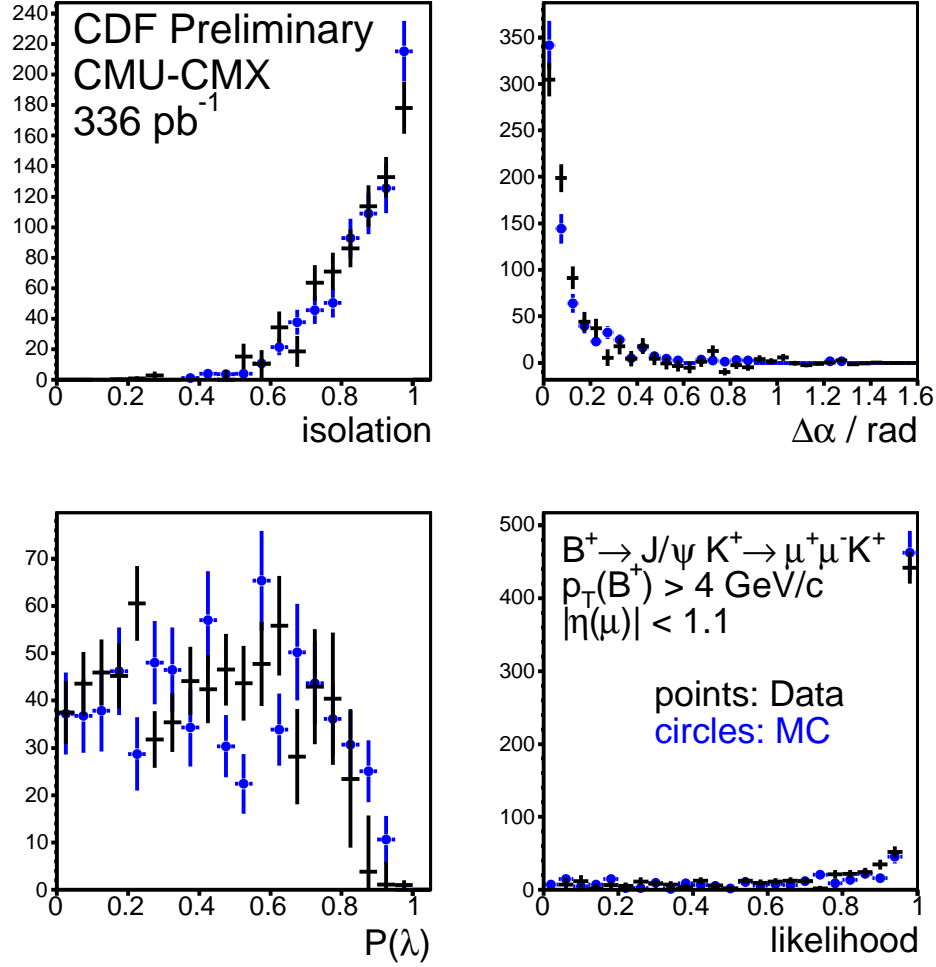 240
220
200
180
160
140
120
100
80
60
40
20
0
0 0.2 0.4 0.6 0.8 1
isolation
CDF Preliminary
CMU-CMX
336 pb⁻¹
350
300
250
200
150
100
50
0
0 0.2 0.4 0.6 0.8 1 1.2 1.4 1.6
Δα / rad
70
60
50
40
30
20
10
0
0 0.2 0.4 0.6 0.8 1
P(λ)
500
400
300
200
100
0
0 0.2 0.4 0.6 0.8 1
likelihood
B⁺→ J/ψ K⁺→ μ⁺μ⁻K⁺
p_T(B⁺) > 4 GeV/c
|η(μ)| < 1.1
points: Data
circles: MC